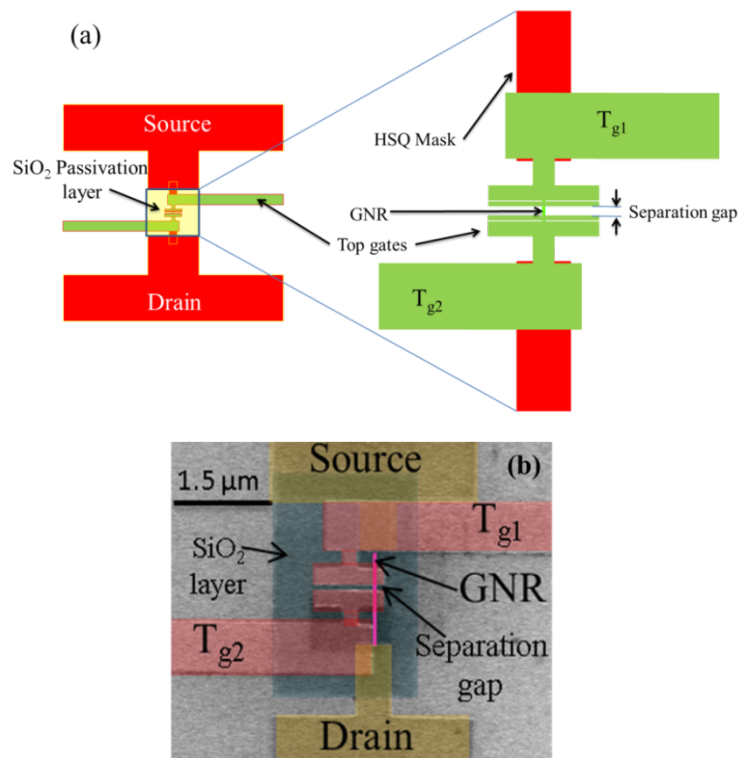 (a)
Source
SiO2 Passivation
layer
Drain
HSQ Mask
Tg1
GNR
Separation gap
Top gates
Tg2
(b)
Source
1.5 μm
Tg1
SiO2
layer
GNR
Tg2
Separation
gap
Drain